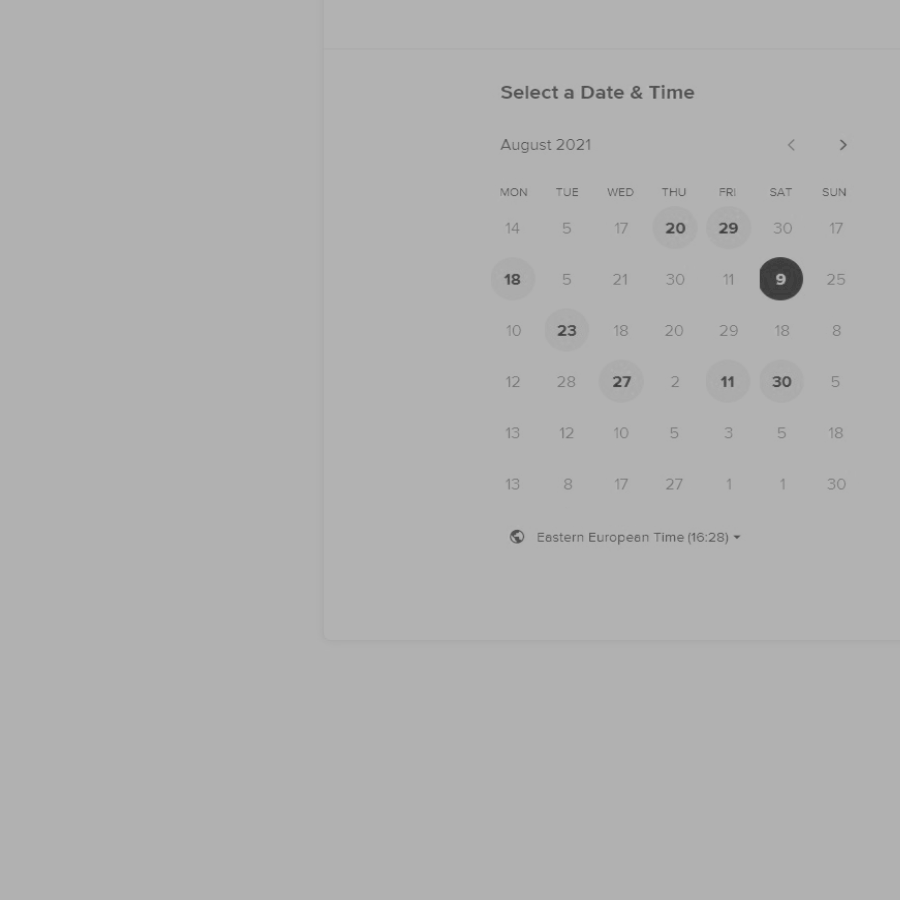 Select a Date & Time
August 2021
MON TUE WED THU FRI SAT SUN
14 5 17 20 29 30 17
18 5 21 30 11 9 25
10 23 18 20 29 18 8
12 28 27 2 11 30 5
13 12 10 5 3 5 18
13 8 17 27 1 1 30
Eastern European Time (16:28)